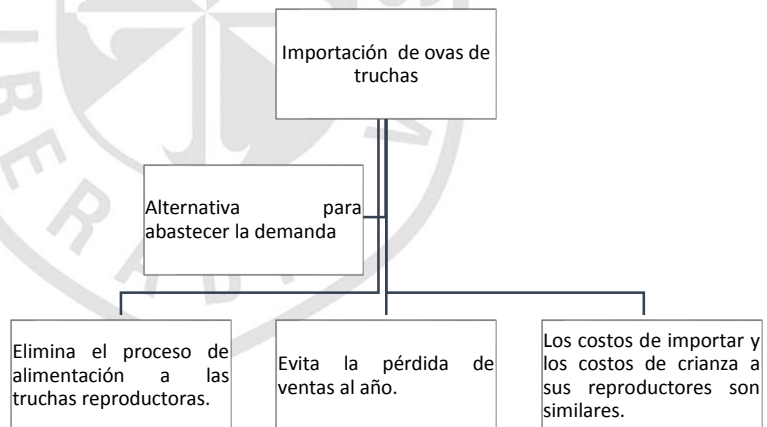 Importación de ovas de
truchas
Alternativa para
abastecer la demanda
Elimina el proceso de
alimentación a las
truchas reproductoras.
Evita la pérdida de
ventas al año.
Los costos de importar y
los costos de crianza a
sus reproductores son
similares.